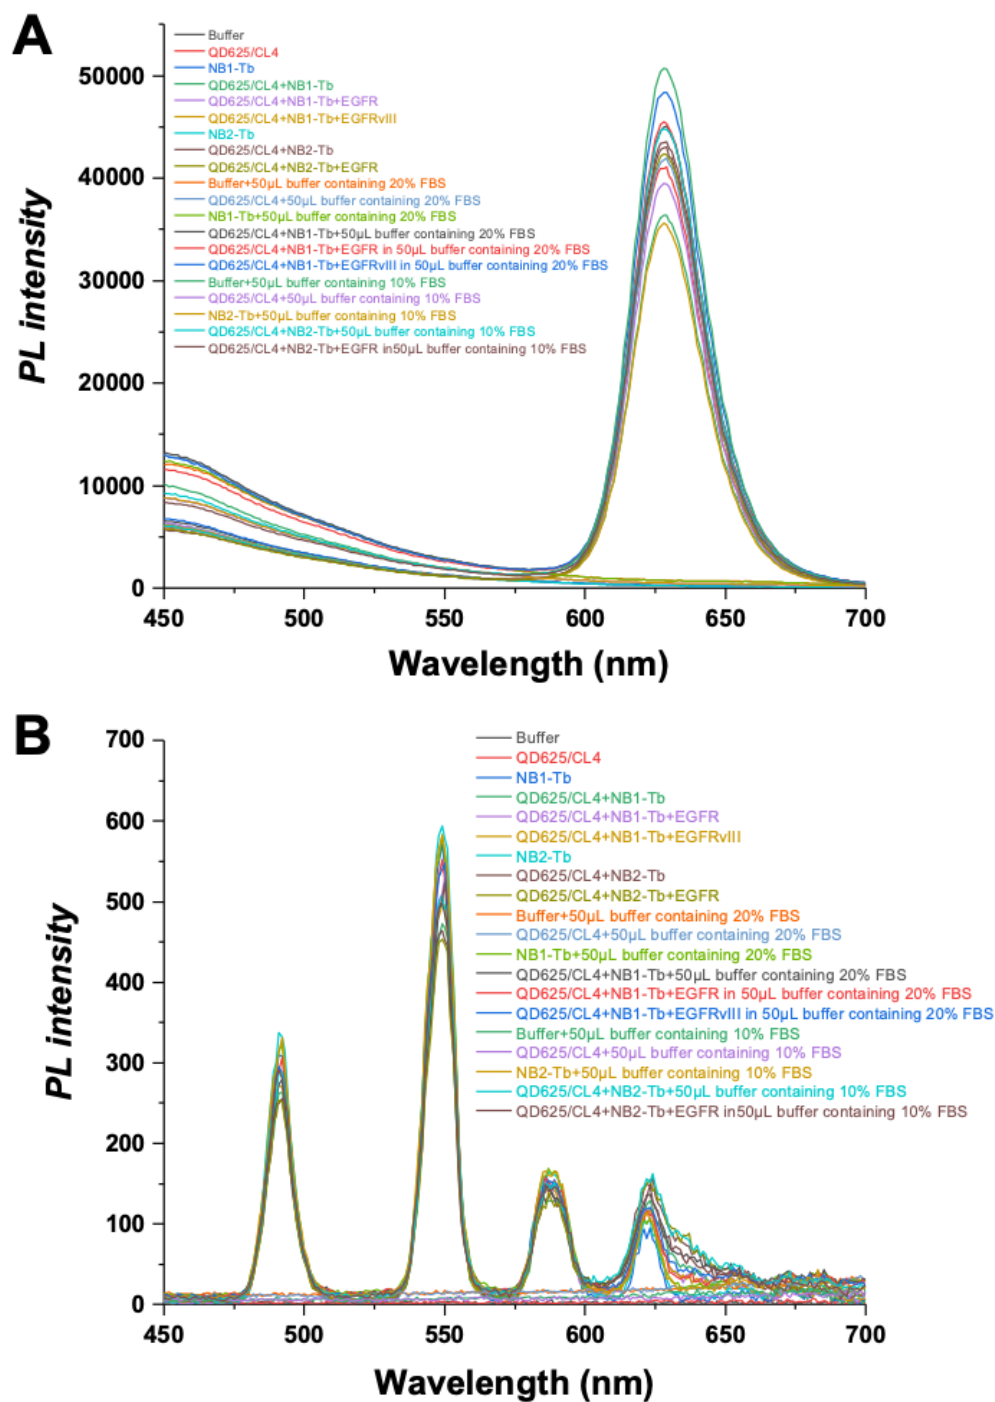 A
Buffer
QD625/CL4
NB1-Tb
QD625/CL4+NB1-Tb
QD625/CL4+NB1-Tb+EGFR
QD625/CL4+NB1-Tb+EGFRvIII
NB2-Tb
QD625/CL4+NB2-Tb
QD625/CL4+NB2-Tb+EGFR
Buffer+50µL buffer containing 20% FBS
QD625/CL4+50µL buffer containing 20% FBS
NB1-Tb+50µL buffer containing 20% FBS
QD625/CL4+NB1-Tb+50µL buffer containing 20% FBS
QD625/CL4+NB1-Tb+EGFR in 50µL buffer containing 20% FBS
QD625/CL4+NB1-Tb+EGFRvIII in 50µL buffer containing 20% FBS
Buffer+50µL buffer containing 10% FBS
QD625/CL4+50µL buffer containing 10% FBS
NB2-Tb+50µL buffer containing 10% FBS
QD625/CL4+NB2-Tb+50µL buffer containing 10% FBS
QD625/CL4+NB2-Tb+EGFR in50µL buffer containing 10% FBS
PL intensity
50000
40000
30000
20000
10000
0
450 500 550 600 650 700
Wavelength (nm)
B
Buffer
QD625/CL4
NB1-Tb
QD625/CL4+NB1-Tb
QD625/CL4+NB1-Tb+EGFR
QD625/CL4+NB1-Tb+EGFRvIII
NB2-Tb
QD625/CL4+NB2-Tb
QD625/CL4+NB2-Tb+EGFR
Buffer+50µL buffer containing 20% FBS
QD625/CL4+50µL buffer containing 20% FBS
NB1-Tb+50µL buffer containing 20% FBS
QD625/CL4+NB1-Tb+50µL buffer containing 20% FBS
QD625/CL4+NB1-Tb+EGFR in 50µL buffer containing 20% FBS
QD625/CL4+NB1-Tb+EGFRvIII in 50µL buffer containing 20% FBS
Buffer+50µL buffer containing 10% FBS
QD625/CL4+50µL buffer containing 10% FBS
NB2-Tb+50µL buffer containing 10% FBS
QD625/CL4+NB2-Tb+50µL buffer containing 10% FBS
QD625/CL4+NB2-Tb+EGFR in50µL buffer containing 10% FBS
PL intensity
700
600
500
400
300
200
100
0
450 500 550 600 650 700
Wavelength (nm)